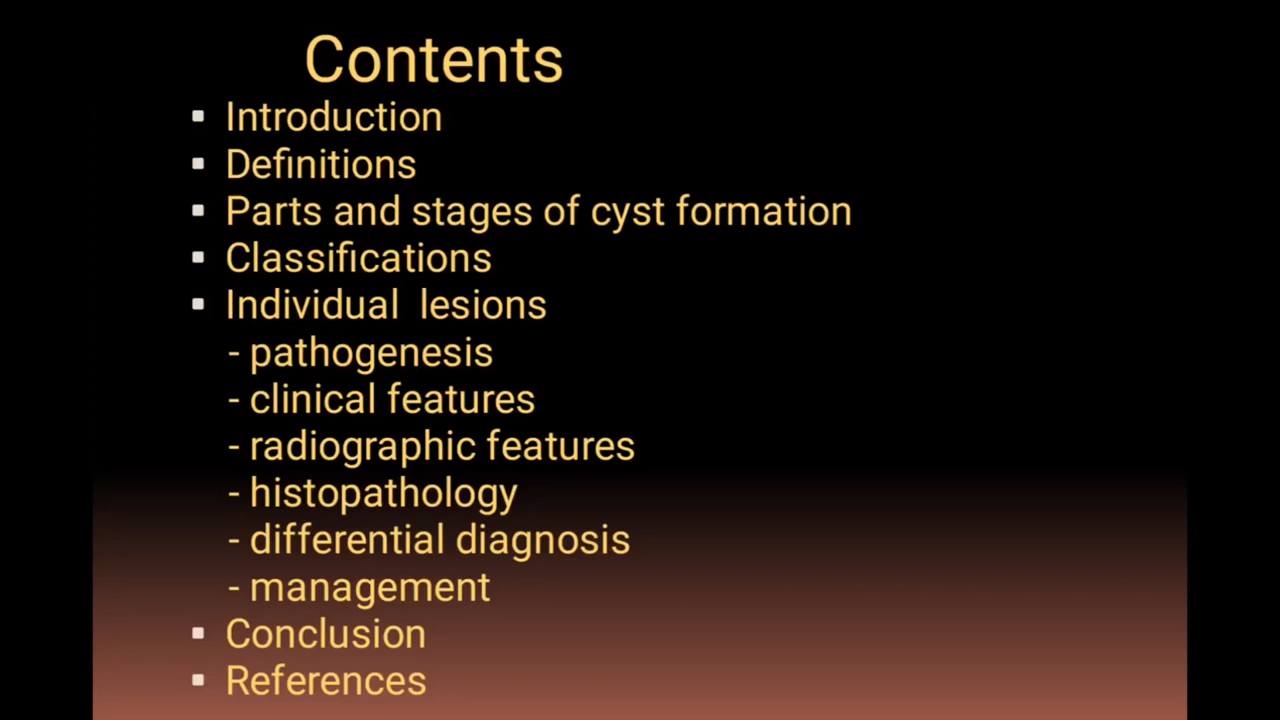 Contents
▪ Introduction
▪ Definitions
▪ Parts and stages of cyst formation
▪ Classifications
▪ Individual  lesions
- pathogenesis
- clinical features
- radiographic features
- histopathology
- differential diagnosis
- management
▪ Conclusion
▪ References